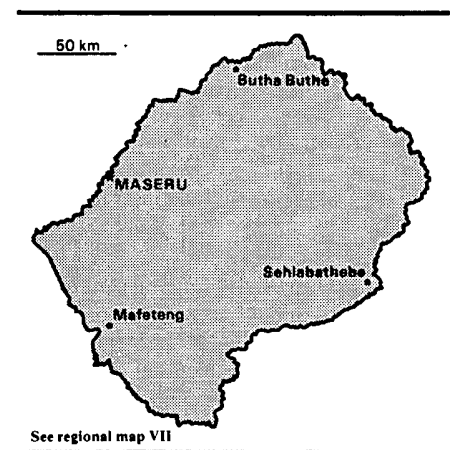 50 km
Butha Buthe
MASERU
Sehlabathebe
Mafeteng
See regional map VII